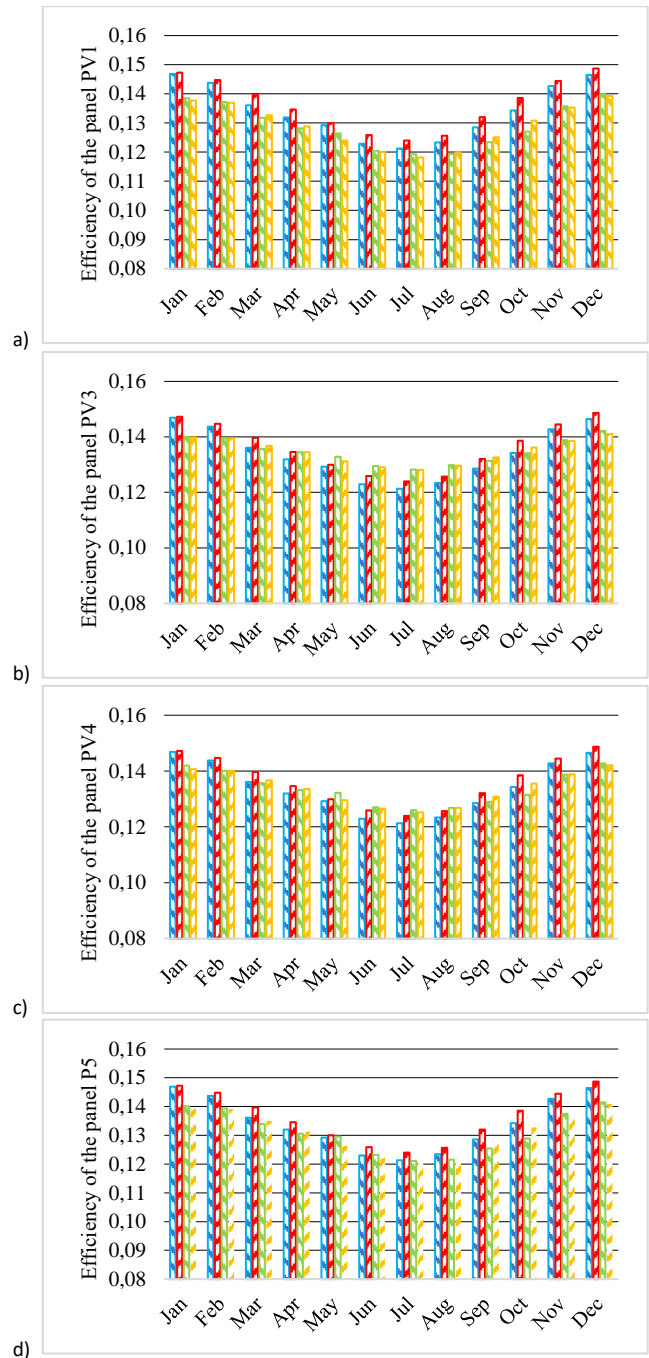 Efficiency of the panel PV1
0,16
0,15
0,14
0,13
0,12
0,11
0,10
0,09
0,08
Jan Feb Mar Apr May Jun Jul Aug Sep Oct Nov Dec
a)
Efficiency of the panel PV3
0,16
0,14
0,12
0,10
0,08
Jan Feb Mar Apr May Jun Jul Aug Sep Oct Nov Dec
b)
Efficiency of the panel PV4
0,16
0,14
0,12
0,10
0,08
Jan Feb Mar Apr May Jun Jul Aug Sep Oct Nov Dec
c)
Efficiency of the panel P5
0,16
0,15
0,14
0,13
0,12
0,11
0,10
0,09
0,08
Jan Feb Mar Apr May Jun Jul Aug Sep Oct Nov Dec
d)